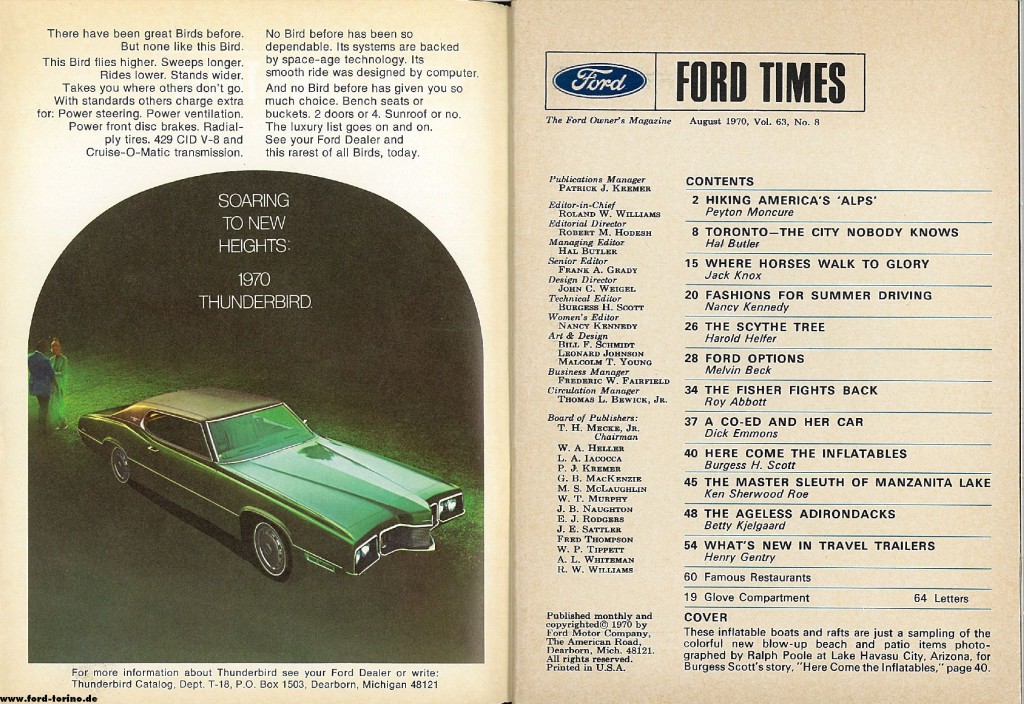 There have been great Birds before.
But none like this Bird.
This Bird flies higher. Sweeps longer.
Rides lower. Stands wider.
Takes you where others don't go.
With standards others charge extra
for: Power steering. Power ventilation.
Power front disc brakes. Radial-
ply tires. 429 CID V-8 and
Cruise-O-Matic transmission.
No Bird before has been so
dependable. Its systems are backed
by space-age technology. Its
smooth ride was designed by computer.
And no Bird before has given you so
much choice. Bench seats or
buckets. 2 doors or 4. Sunroof or no.
The luxury list goes on and on.
See your Ford Dealer and
this rarest of all Birds, today.
SOARING
TO NEW
HEIGHTS:
1970
THUNDERBIRD.
For more information about Thunderbird see your Ford Dealer or write:
Thunderbird Catalog, Dept. T-18, P.O. Box 1503, Dearborn, Michigan 48121
www.ford-torino.de
Ford
FORD TIMES
The Ford Owner's Magazine August 1970, Vol. 63, No. 8
Publications Manager
PATRICK J. KREMER
Editor-in-Chief
ROLAND W. WILLIAMS
Editorial Director
ROBERT M. HODESH
Managing Editor
HAL BUTLER
Senior Editor
FRANK A. GRADY
Design Director
JOHN C. WEIGEL
Technical Editor
BURGESS H. SCOTT
Women's Editor
NANCY KENNEDY
Art & Design
BILL F. SCHMIDT
LEONARD JOHNSON
MALCOLM T. YOUNG
Business Manager
FREDERIC W. FAIRFIELD
Circulation Manager
THOMAS L. BEWICK, JR.
Board of Publishers:
T. H. MECKE, JR.
Chairman
W. A. HELLER
L. A. IACOCCA
P. J. KREMER
G. B. MACKENZIE
M. S. MCLAUGHLIN
W. T. MURPHY
J. B. NAUGHTON
E. J. RODGERS
J. E. SATTLER
FRED THOMPSON
W. P. TIPPETT
A. L. WHITEMAN
R. W. WILLIAMS
Published monthly and
copyrighted© 1970 by
Ford Motor Company,
The American Road,
Dearborn, Mich. 48121.
All rights reserved.
Printed in U.S.A.
CONTENTS
2 HIKING AMERICA'S 'ALPS'
Peyton Moncure
8 TORONTO—THE CITY NOBODY KNOWS
Hal Butler
15 WHERE HORSES WALK TO GLORY
Jack Knox
20 FASHIONS FOR SUMMER DRIVING
Nancy Kennedy
26 THE SCYTHE TREE
Harold Helfer
28 FORD OPTIONS
Melvin Beck
34 THE FISHER FIGHTS BACK
Roy Abbott
37 A CO-ED AND HER CAR
Dick Emmons
40 HERE COME THE INFLATABLES
Burgess H. Scott
45 THE MASTER SLEUTH OF MANZANITA LAKE
Ken Sherwood Roe
48 THE AGELESS ADIRONDACKS
Betty Kjelgaard
54 WHAT'S NEW IN TRAVEL TRAILERS
Henry Gentry
60 Famous Restaurants
19 Glove Compartment 64 Letters
COVER
These inflatable boats and rafts are just a sampling of the
colorful new blow-up beach and patio items photo-
graphed by Ralph Poole at Lake Havasu City, Arizona, for
Burgess Scott's story, "Here Come the Inflatables," page 40.